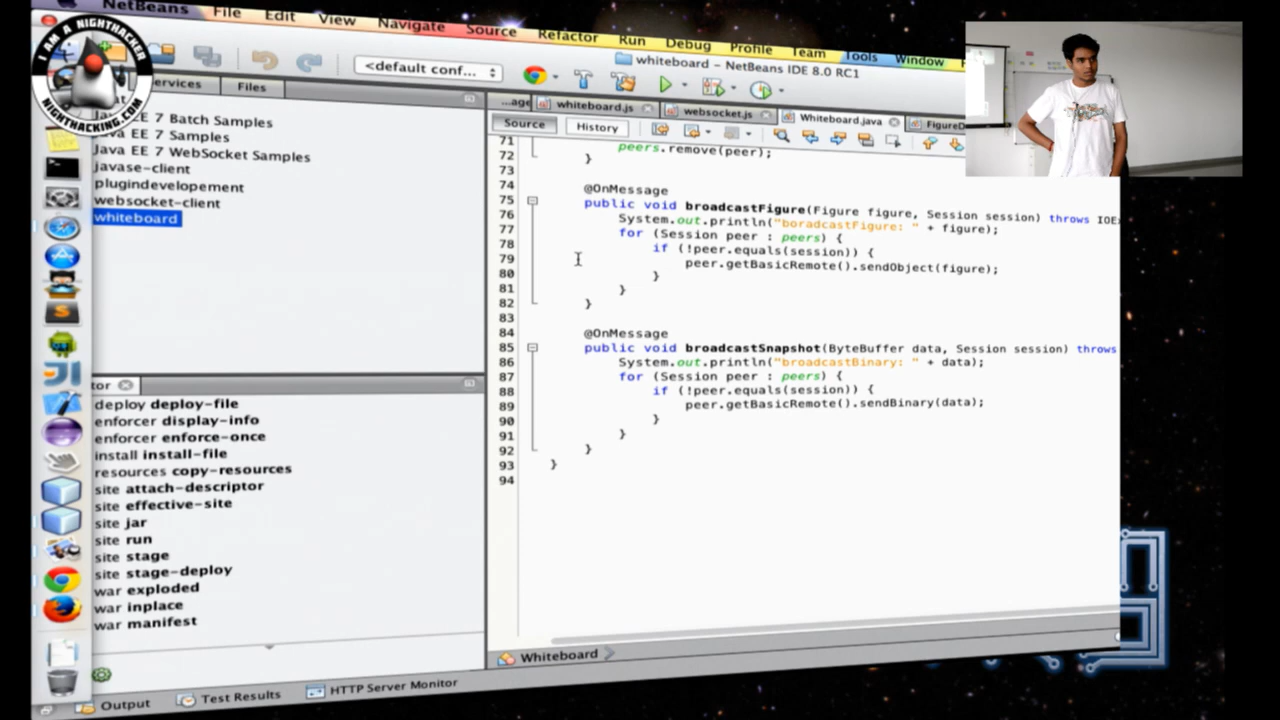 NetBeans File Edit View Navigate Source Refactor Run Debug Profile Team Tools Window
I AM A NIGHTHACKER
NIGHTHACKING.COM
whiteboard - NetBeans IDE 8.0 RC1
<default conf...
Files
EE 7 Batch Samples
EE 7 Samples
Java EE 7 WebSocket Samples
javase-client
plugindevelopement
websocket-client
whiteboard
whiteboard.js
websocket.js
Whiteboard.java
Source
History
71
72 peers.remove(peer);
73 }
74
75 @OnMessage
76 public void broadcastFigure(Figure figure, Session session) throws
77 System.out.println("boradcastFigure: " + figure);
78 for (Session peer : peers) {
79 if (!peer.equals(session)) {
80 peer.getBasicRemote().sendObject(figure);
81 }
82 }
83 }
84 @OnMessage
85 public void broadcastSnapshot(ByteBuffer data, Session session) throws
86 System.out.println("broadcastBinary: " + data);
87 for (Session peer : peers) {
88 if (!peer.equals(session)) {
89 peer.getBasicRemote().sendBinary(data);
90 }
91 }
92 }
93 }
94
deploy deploy-file
enforcer display-info
enforcer enforce-once
install install-file
resources copy-resources
site attach-descriptor
site effective-site
site jar
site run
site stage
site stage-deploy
war exploded
war inplace
war manifest
Whiteboard
Output
Test Results
HTTP Server Monitor